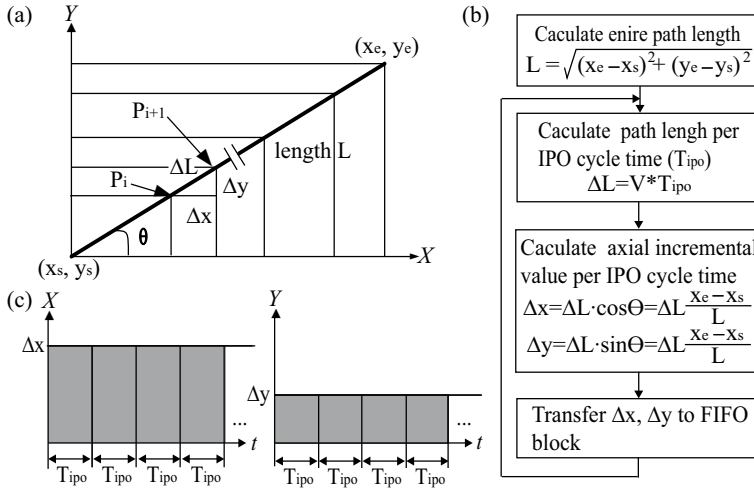 (a)
Y
(xe, ye)
Pi+1
length L
ΔL
Pi
Δy
Δx
θ
X
(xs, ys)
(b)
Caculate enire path length
L = √(xe−xs)²+ (ye−ys)²
Caculate path lengh per
IPO cycle time (Tipo)
ΔL=V*Tipo
Caculate axial incremental
value per IPO cycle time
Δx=ΔL·cosΘ=ΔL (xe−xs)/L
Δy=ΔL·sinΘ=ΔL (xe−xs)/L
Transfer Δx, Δy to FIFO
block
(c)
X
Δx
...
t
Tipo Tipo Tipo Tipo
Y
Δy
...
t
Tipo Tipo Tipo Tipo